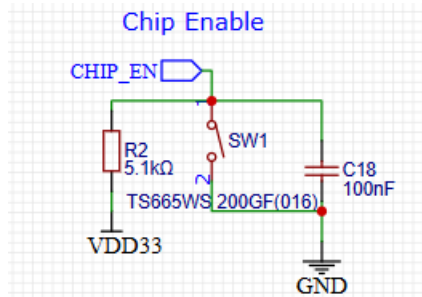 Chip Enable
CHIP_EN
1
SW1
R2
5.1kΩ
C18
100nF
2
TS665WS 200GF(016)
VDD33
GND